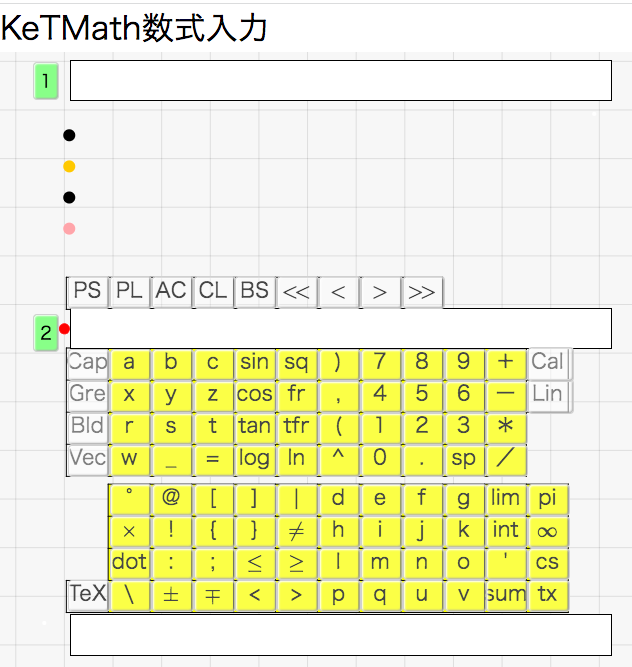 KeTMath数式入力
1
PS PL AC CL BS << < > >>
2
Cap a b c sin sq ) 7 8 9 + Cal
Gre x y z cos fr , 4 5 6 − Lin
Bld r s t tan tfr ( 1 2 3 *
Vec w _ = log ln ^ 0 . sp /
° @ [ ] | d e f g lim pi
× ! { } ≠ h i j k int ∞
dot : ; ≤ ≥ l m n o ' cs
TeX \ ± ∓ < > p q u v sum tx